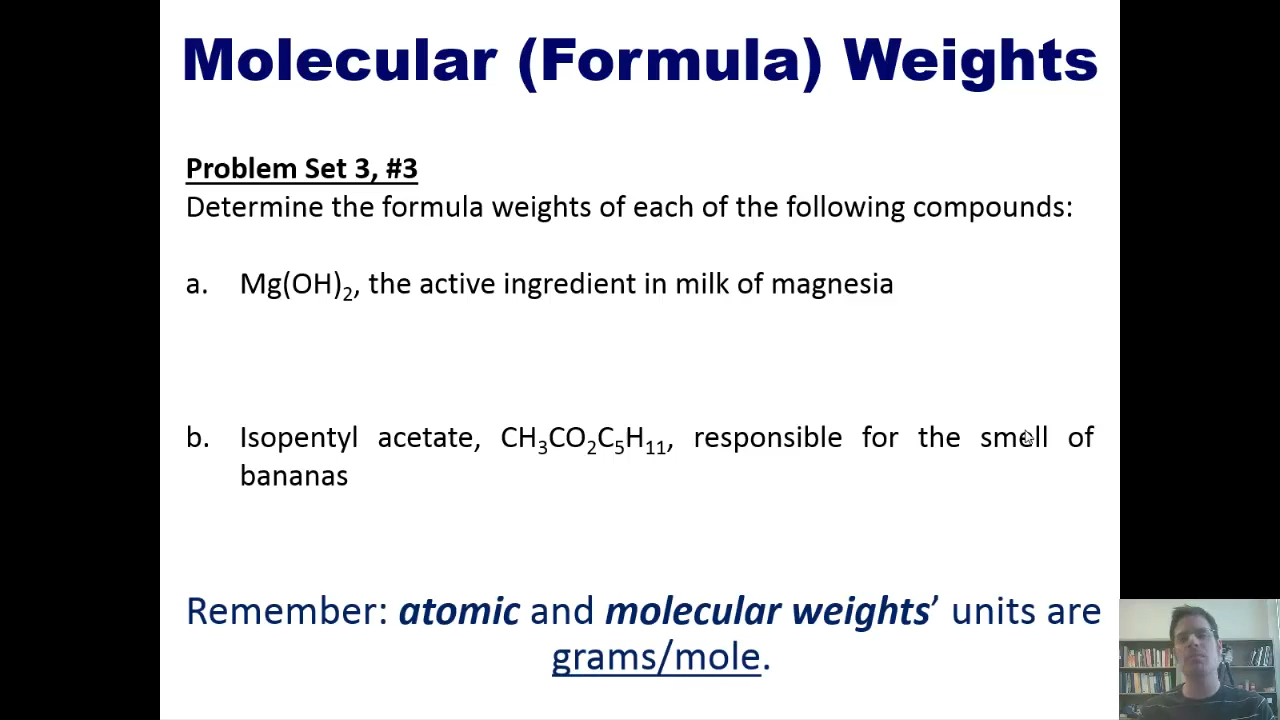 Molecular (Formula) Weights
Problem Set 3, #3
Determine the formula weights of each of the following compounds:
a. Mg(OH)₂, the active ingredient in milk of magnesia
b. Isopentyl acetate, CH₃CO₂C₅H₁₁, responsible for the smell of
bananas
Remember: atomic and molecular weights’ units are
grams/mole.